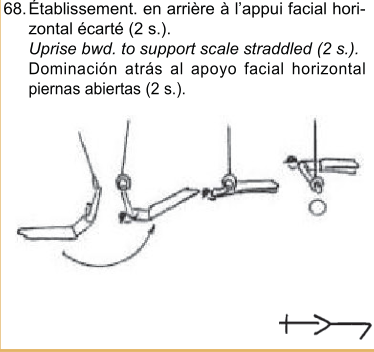 68. Établissement. en arrière à l'appui facial hori-
zontal écarté (2 s.).
Uprise bwd. to support scale straddled (2 s.).
Dominación atrás al apoyo facial horizontal
piernas abiertas (2 s.).